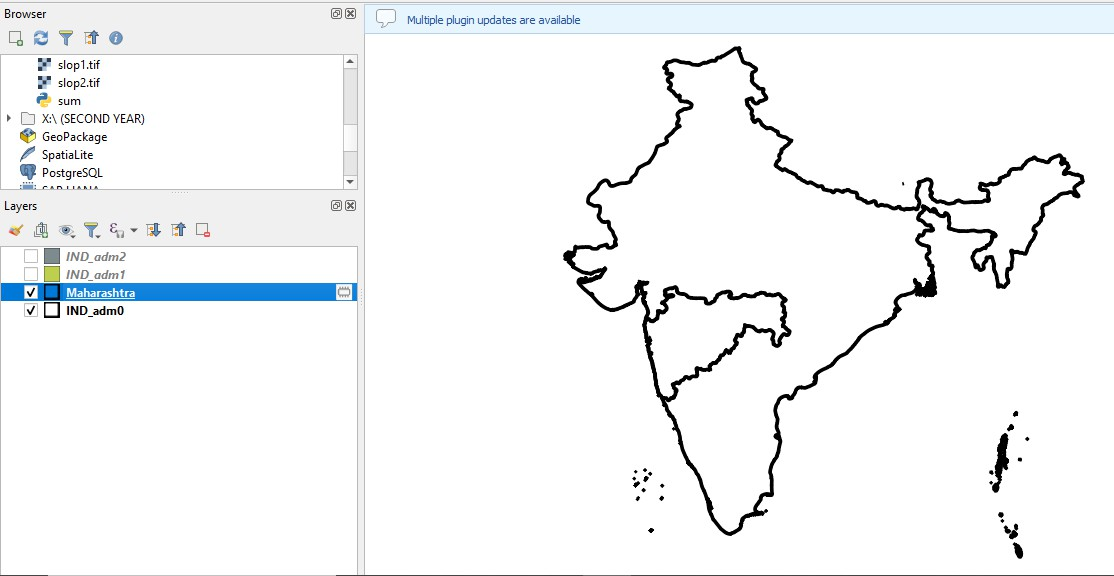 Browser
Multiple plugin updates are available
slop1.tif
slop2.tif
sum
X:\ (SECOND YEAR)
GeoPackage
SpatiaLite
PostgreSQL
Layers
IND_adm2
IND_adm1
Maharashtra
IND_adm0